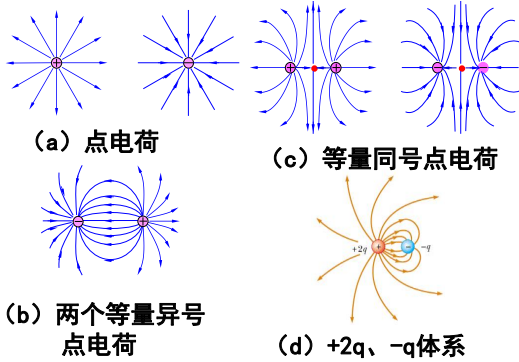 (a)点电荷
(c)等量同号点电荷
(b)两个等量异号
点电荷
+2q
-q
(d)+2q、-q体系